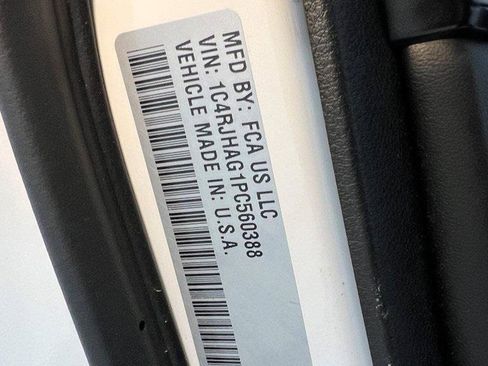 MFD BY: FCA US LLC
VIN: 1C4RJHAG1PC560388
VEHICLE MADE IN: U.S.A.